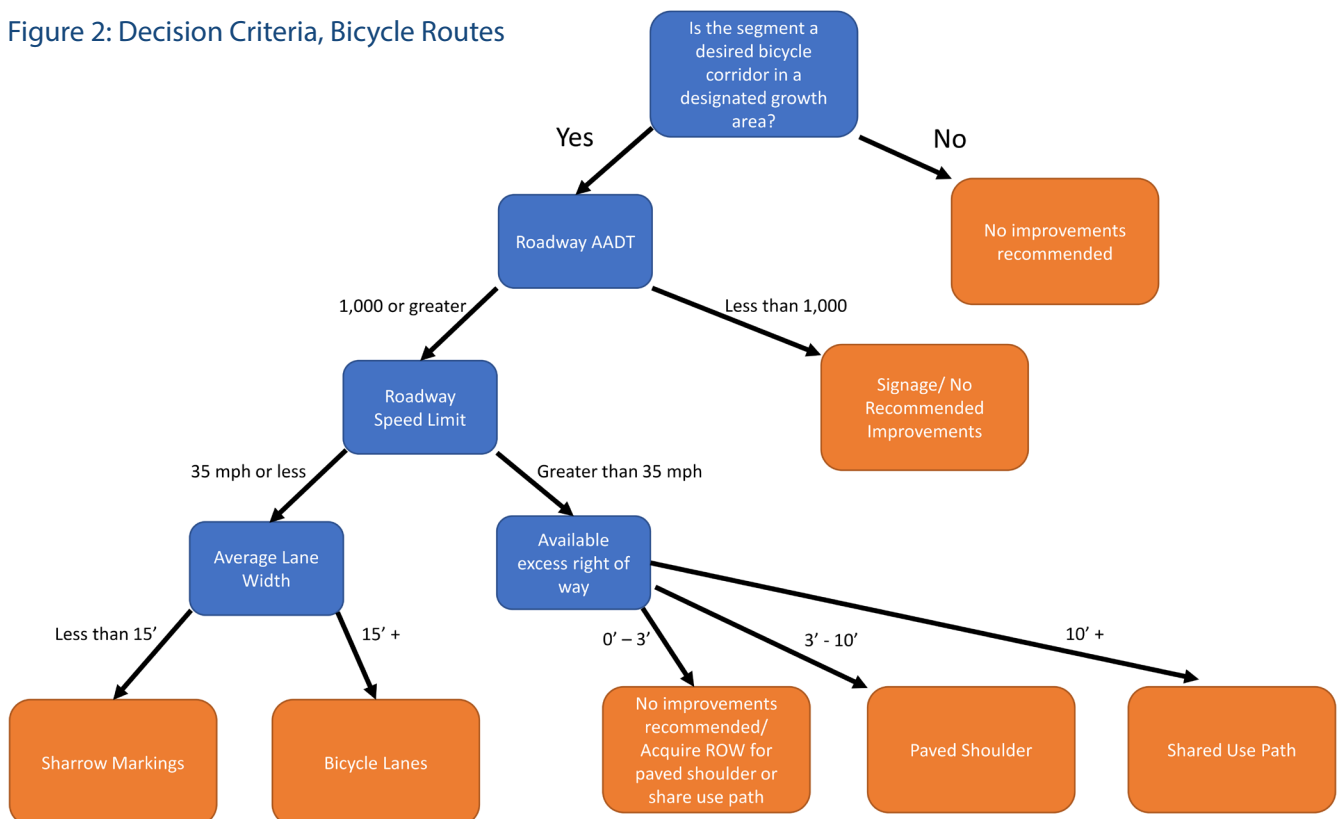 Figure 2: Decision Criteria, Bicycle Routes
Is the segment a
desired bicycle
corridor in a
designated growth
area?
Yes
No
Roadway AADT
No improvements
recommended
1,000 or greater
Less than 1,000
Roadway
Speed Limit
Signage/ No
Recommended
Improvements
35 mph or less
Greater than 35 mph
Average Lane
Width
Available
excess right of
way
Less than 15’
15’ +
0’ – 3’
3’ - 10’
10’ +
Sharrow Markings
Bicycle Lanes
No improvements
recommended/
Acquire ROW for
paved shoulder or
share use path
Paved Shoulder
Shared Use Path